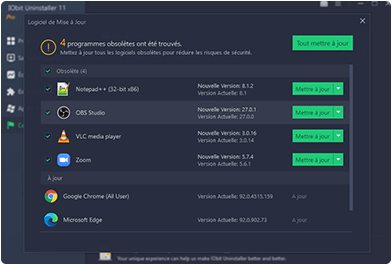 IObit Uninstaller 11
Pro
Logiciel de Mise à Jour
4 programmes obsolètes ont été trouvés.
Mettez à jour tous les logiciels obsolètes pour réduire les risques de sécurité.
Tout mettre à jour
Obsolète (4)
Notepad++ (32-bit x86)
Nouvelle Version: 8.1.2
Version Actuelle: 8.1
Mettre à jour
OBS Studio
Nouvelle Version: 27.0.1
Version Actuelle: 27.0.0
Mettre à jour
VLC media player
Nouvelle Version: 3.0.16
Version Actuelle: 3.0.14
Mettre à jour
Zoom
Nouvelle Version: 5.7.4
Version Actuelle: 5.6.1
Mettre à jour
À jour
Google Chrome (All User)
Version Actuelle: 92.0.4515.159
À jour
Microsoft Edge
Version Actuelle: 92.0.902.73
À jour
Your unique experience can help us make IObit Uninstaller better and better.